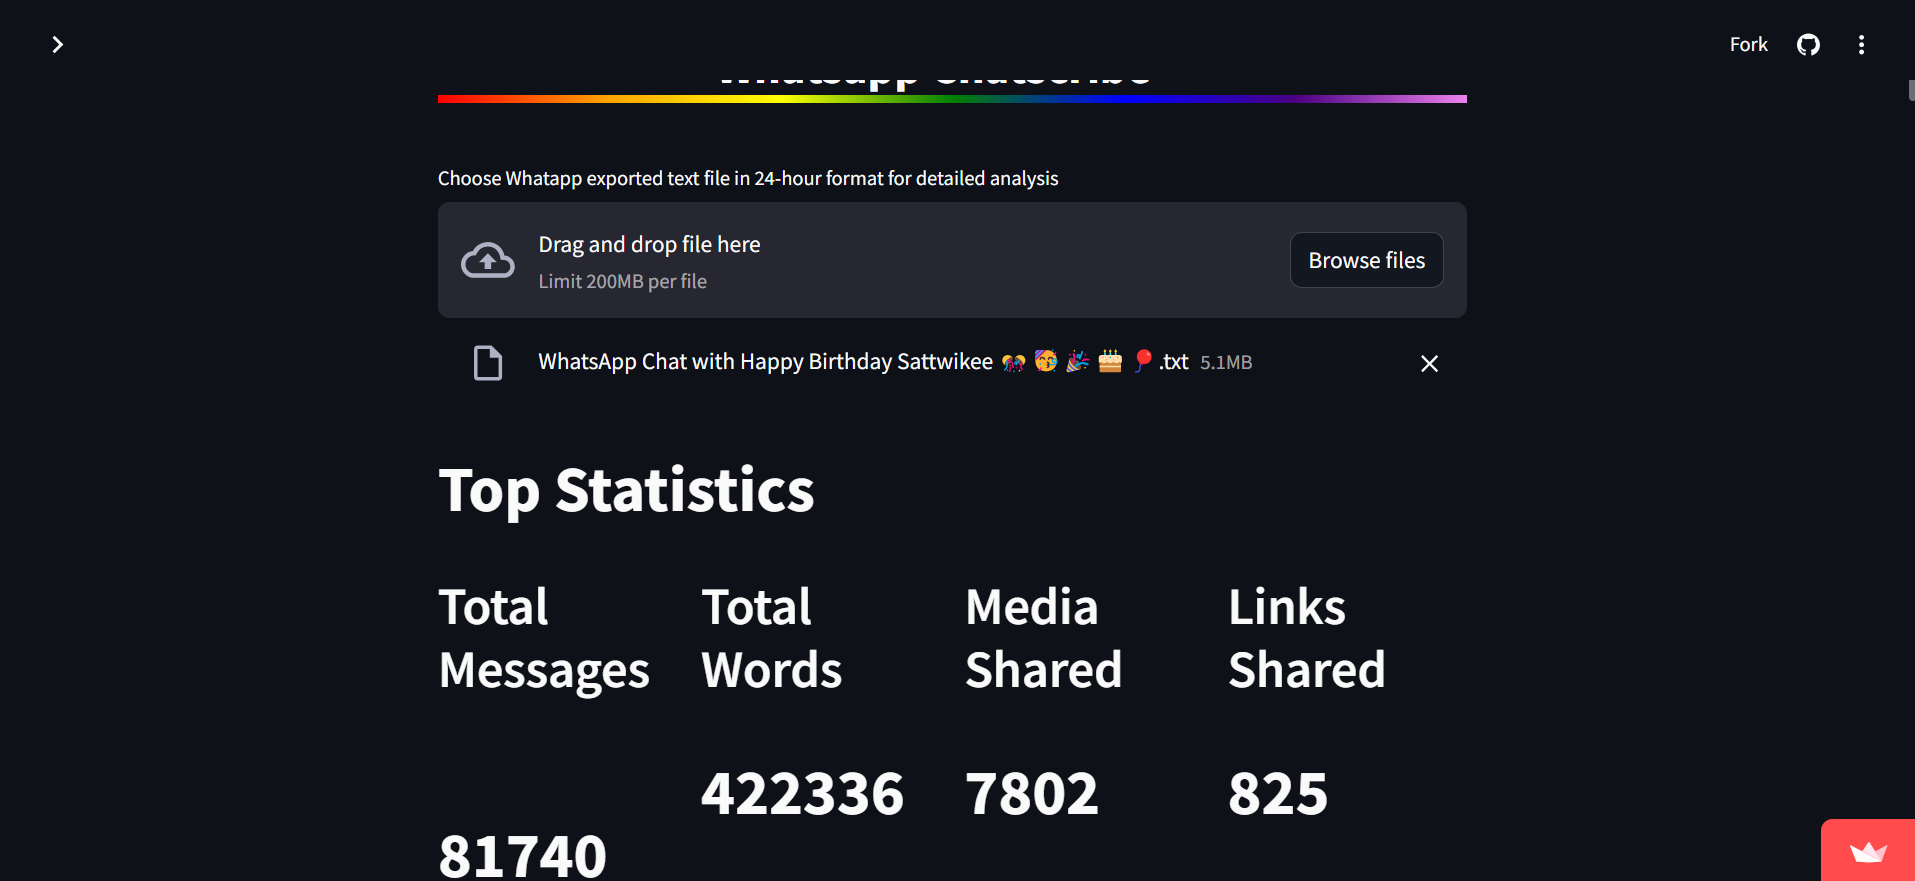 Fork
Whatsapp Chatscribe
Choose Whatapp exported text file in 24-hour format for detailed analysis
Drag and drop file here
Limit 200MB per file
Browse files
WhatsApp Chat with Happy Birthday Sattwikee 🎊 🥳 🎉 🎂 🎈 .txt 5.1MB
Top Statistics
Total Messages
Total Words
Media Shared
Links Shared
81740
422336
7802
825